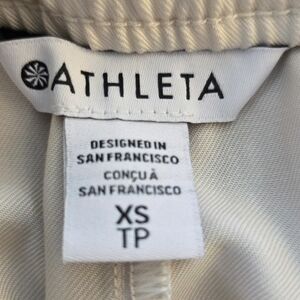 ATHLETA
DESIGNED IN
SAN FRANCISCO
CONÇU À
SAN FRANCISCO
XS
TP